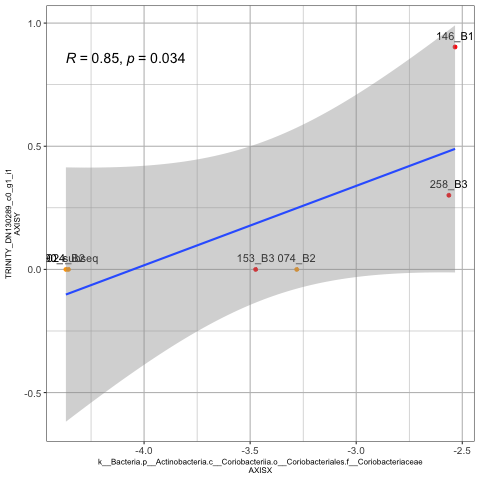 1.0
0.5
0.0
-0.5
R = 0.85, p = 0.034
146_B1
258_B3
153_B3 074_B2
-4.0 -3.5 -3.0 -2.5
k__Bacteria.p__Actinobacteria.c__Coriobacteriia.o__Coriobacteriales.f__Coriobacteriaceae
AXISX
TRINITY_DN130289_c0_g1_i1
AXISY